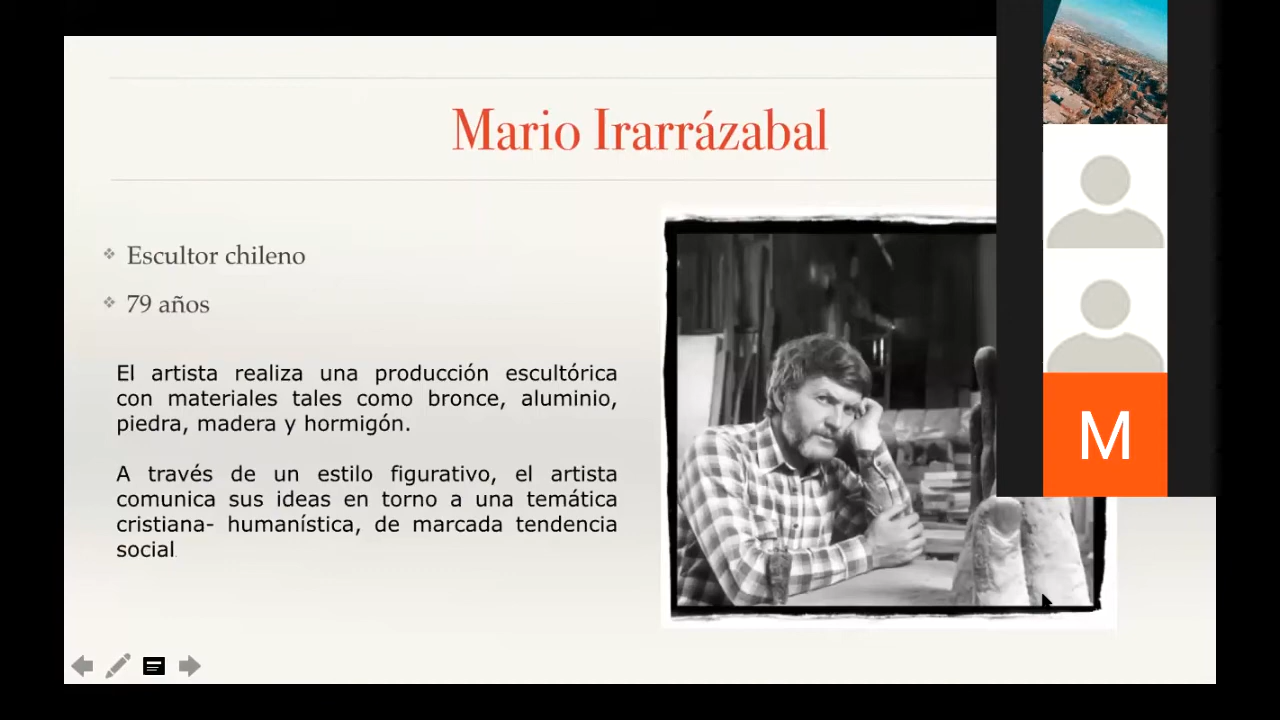 Mario Irarrázabal
Escultor chileno
79 años
El artista realiza una producción escultórica
con materiales tales como bronce, aluminio,
piedra, madera y hormigón.
A través de un estilo figurativo, el artista
comunica sus ideas en torno a una temática
cristiana- humanística, de marcada tendencia
social.
M